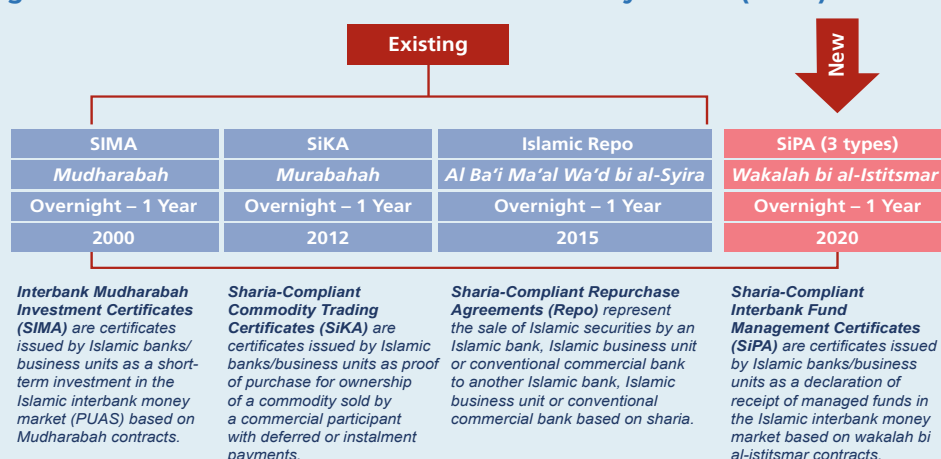 Existing
New
SIMA
Mudharabah
Overnight – 1 Year
2000
SiKA
Murabahah
Overnight – 1 Year
2012
Islamic Repo
Al Ba'i Ma'al Wa'd bi al-Syira
Overnight – 1 Year
2015
SiPA (3 types)
Wakalah bi al-Istitsmar
Overnight – 1 Year
2020
Interbank Mudharabah
Investment Certificates
(SIMA) are certificates
issued by Islamic banks/
business units as a short-
term investment in the
Islamic interbank money
market (PUAS) based on
Mudharabah contracts.
Sharia-Compliant
Commodity Trading
Certificates (SiKA) are
certificates issued by Islamic
banks/business units as proof
of purchase for ownership
of a commodity sold by
a commercial participant
with deferred or instalment
payments.
Sharia-Compliant Repurchase
Agreements (Repo) represent
the sale of Islamic securities by an
Islamic bank, Islamic business unit
or conventional commercial bank
to another Islamic bank, Islamic
business unit or conventional
commercial bank based on sharia.
Sharia-Compliant
Interbank Fund
Management Certificates
(SiPA) are certificates issued
by Islamic banks/business
units as a declaration of
receipt of managed funds in
the Islamic interbank money
market based on wakalah bi
al-istitsmar contracts.